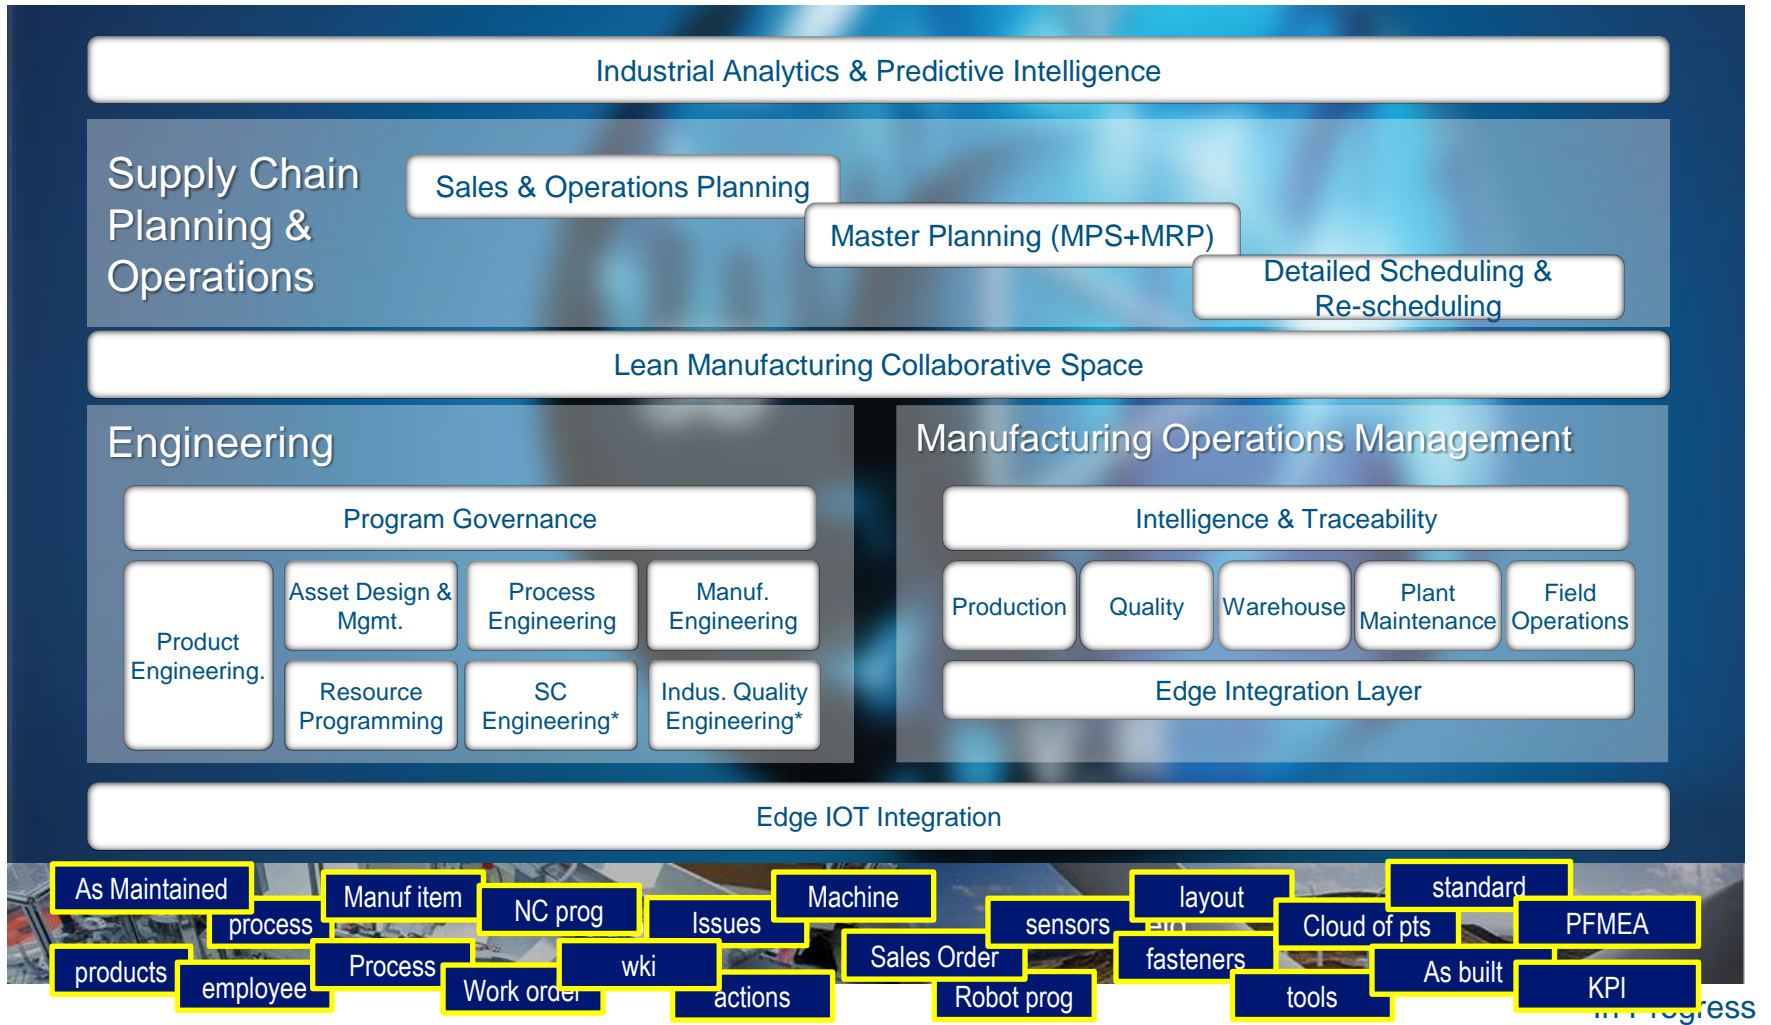 Industrial Analytics & Predictive Intelligence
Supply Chain
Planning &
Operations
Sales & Operations Planning
Master Planning (MPS+MRP)
Detailed Scheduling &
Re-scheduling
Lean Manufacturing Collaborative Space
Engineering
Program Governance
Product
Engineering.
Asset Design &
Mgmt.
Process
Engineering
Manuf.
Engineering
Resource
Programming
SC
Engineering*
Indus. Quality
Engineering*
Manufacturing Operations Management
Intelligence & Traceability
Production
Quality
Warehouse
Plant
Maintenance
Field
Operations
Edge Integration Layer
Edge IOT Integration
As Maintained
process
Manuf item
NC prog
Issues
Machine
sensors
layout
Cloud of pts
standard
PFMEA
products
employee
Process
Work order
wki
actions
Sales Order
Robot prog
fasteners
tools
As built
KPI
In Progress